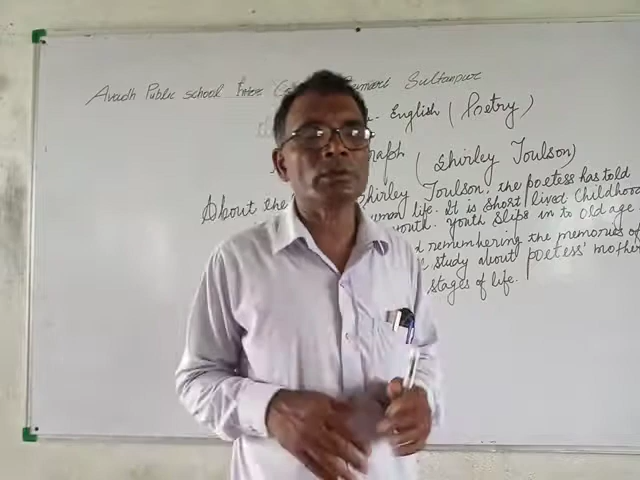 Avadh Public school Inter Sultanpur
English (Poetry)
(Shirley Toulson)
About the Shirley Toulson, the poetess has told
human life. It is short lived Childhood
youth. youth slips in to old age.
remembering the memories of
study about poetess' mother
stages of life.